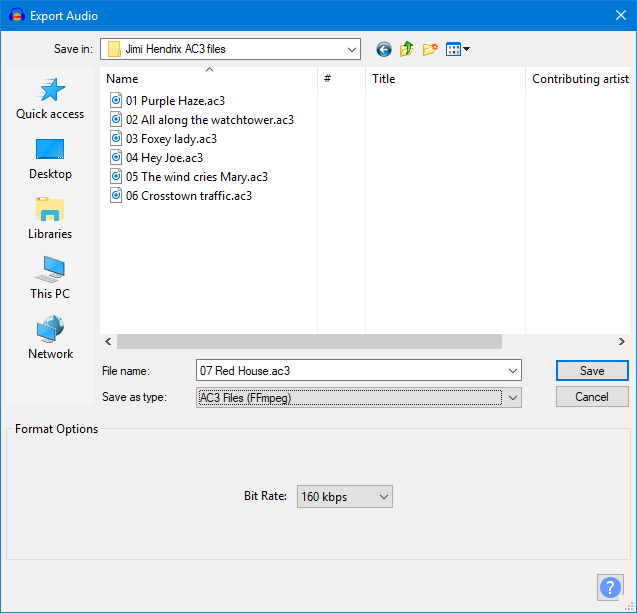 Export Audio
Save in:
Jimi Hendrix AC3 files
Quick access
Desktop
Libraries
This PC
Network
Name
#
Title
Contributing artist
01 Purple Haze.ac3
02 All along the watchtower.ac3
03 Foxey lady.ac3
04 Hey Joe.ac3
05 The wind cries Mary.ac3
06 Crosstown traffic.ac3
File name:
07 Red House.ac3
Save
Save as type:
AC3 Files (FFmpeg)
Cancel
Format Options
Bit Rate:
160 kbps
?